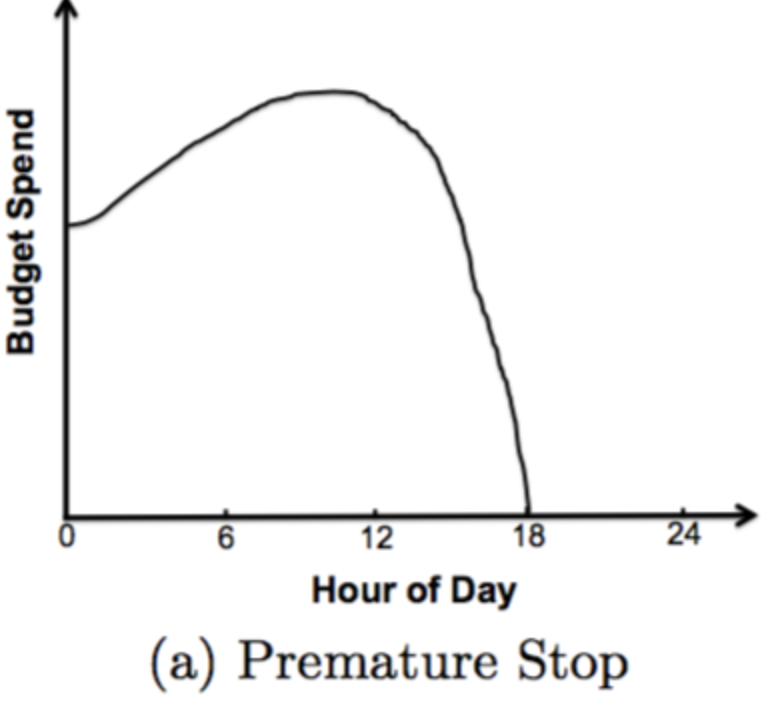 Budget Spend
0 6 12 18 24
Hour of Day
(a) Premature Stop